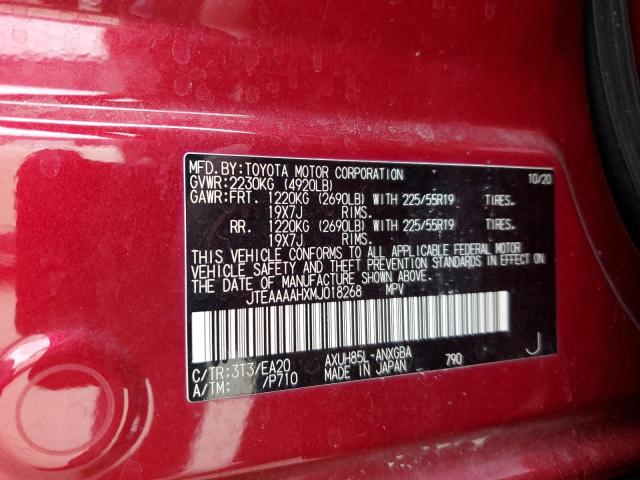 MFD.BY:TOYOTA MOTOR CORPORATION 10/20
GVWR:2230KG (4920LB)
GAWR:FRT. 1220KG (2690LB) WITH 225/55R19 TIRES.
19X7J RIMS.
RR. 1220KG (2690LB) WITH 225/55R19 TIRES.
19X7J RIMS.
THIS VEHICLE CONFORMS TO ALL APPLICABLE FEDERAL MOTOR
VEHICLE SAFETY AND THEFT PREVENTION STANDARDS IN EFFECT ON
THE DATE OF MANUFACTURE SHOWN ABOVE.
JTEAAAAHXMJ018268 MPV
C/TR:3T3/EA20 AXUH85L-ANXGBA 790 J
A/TM: /P710 MADE IN JAPAN